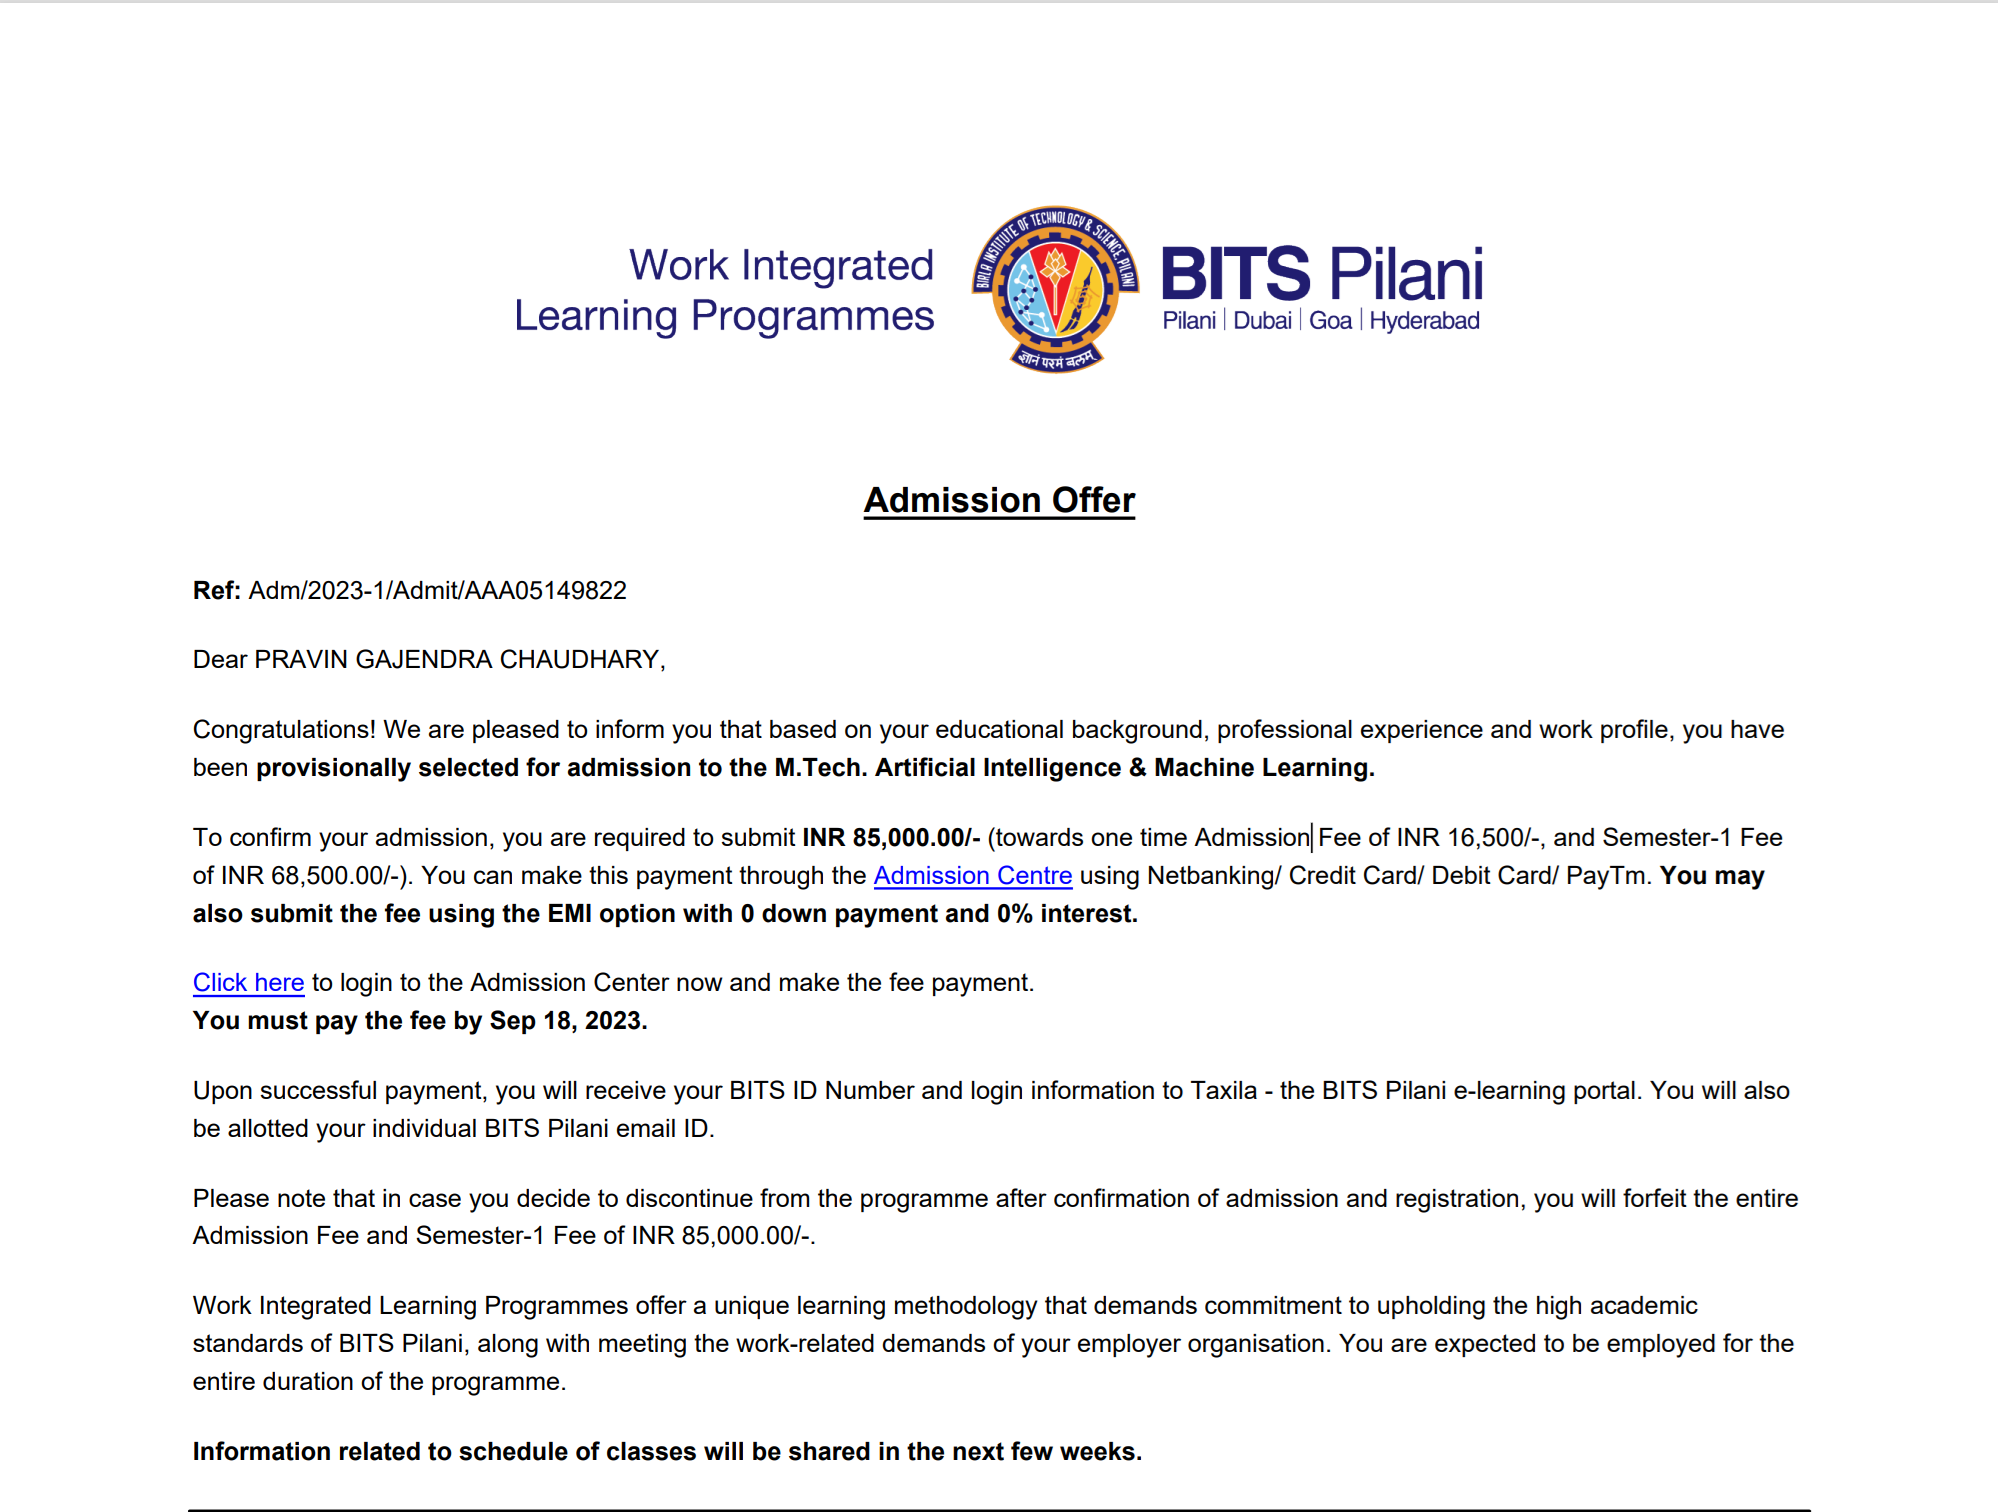 Work Integrated
Learning Programmes
BIRLA INSTITUTE OF TECHNOLOGY & SCIENCE, PILANI
ज्ञानं परमं बलम्
BITS Pilani
Pilani | Dubai | Goa | Hyderabad
Admission Offer
Ref: Adm/2023-1/Admit/AAA05149822
Dear PRAVIN GAJENDRA CHAUDHARY,
Congratulations! We are pleased to inform you that based on your educational background, professional experience and work profile, you have
been provisionally selected for admission to the M.Tech. Artificial Intelligence & Machine Learning.
To confirm your admission, you are required to submit INR 85,000.00/- (towards one time Admission Fee of INR 16,500/-, and Semester-1 Fee
of INR 68,500.00/-). You can make this payment through the Admission Centre using Netbanking/ Credit Card/ Debit Card/ PayTm. You may
also submit the fee using the EMI option with 0 down payment and 0% interest.
Click here to login to the Admission Center now and make the fee payment.
You must pay the fee by Sep 18, 2023.
Upon successful payment, you will receive your BITS ID Number and login information to Taxila - the BITS Pilani e-learning portal. You will also
be allotted your individual BITS Pilani email ID.
Please note that in case you decide to discontinue from the programme after confirmation of admission and registration, you will forfeit the entire
Admission Fee and Semester-1 Fee of INR 85,000.00/-.
Work Integrated Learning Programmes offer a unique learning methodology that demands commitment to upholding the high academic
standards of BITS Pilani, along with meeting the work-related demands of your employer organisation. You are expected to be employed for the
entire duration of the programme.
Information related to schedule of classes will be shared in the next few weeks.